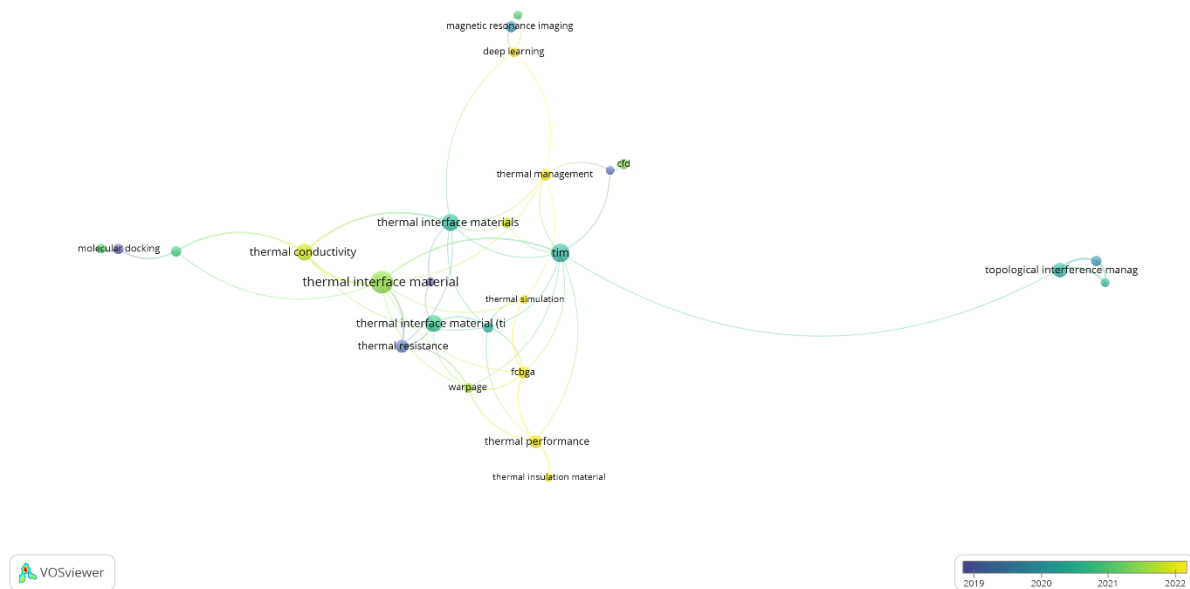 magnetic resonance imaging
deep learning
cfd
thermal management
thermal interface materials
molecular docking
thermal conductivity
tim
topological interference manag
thermal interface material
thermal simulation
thermal interface material (ti
thermal resistance
fcbga
warpage
thermal performance
thermal insulation material
VOSviewer
2019 2020 2021 2022